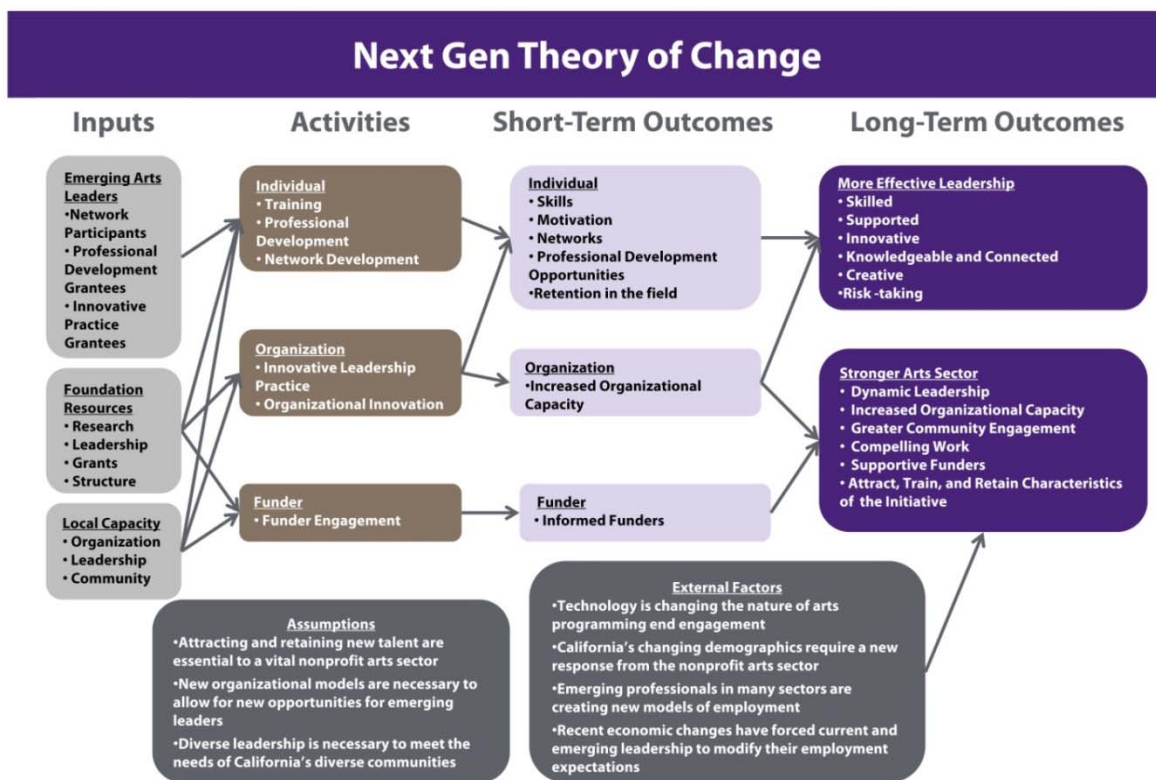 Next Gen Theory of Change
Inputs
Activities
Short-Term Outcomes
Long-Term Outcomes
Emerging Arts
Leaders
•Network
Participants
• Professional
Development
Grantees
• Innovative
Practice
Grantees
Foundation
Resources
• Research
• Leadership
• Grants
• Structure
Local Capacity
• Organization
• Leadership
• Community
Individual
• Training
• Professional
Development
• Network Development
Organization
• Innovative Leadership
Practice
• Organizational Innovation
Funder
• Funder Engagement
Individual
• Skills
• Motivation
• Networks
• Professional Development
Opportunities
•Retention in the field
Organization
•Increased Organizational
Capacity
Funder
• Informed Funders
More Effective Leadership
• Skilled
• Supported
• Innovative
• Knowledgeable and Connected
• Creative
•Risk -taking
Stronger Arts Sector
• Dynamic Leadership
• Increased Organizational Capacity
• Greater Community Engagement
• Compelling Work
• Supportive Funders
• Attract, Train, and Retain Characteristics
of the Initiative
Assumptions
•Attracting and retaining new talent are
essential to a vital nonprofit arts sector
•New organizational models are necessary to
allow for new opportunities for emerging
leaders
•Diverse leadership is necessary to meet the
needs of California's diverse communities
External Factors
•Technology is changing the nature of arts
programming end engagement
•California's changing demographics require a new
response from the nonprofit arts sector
•Emerging professionals in many sectors are
creating new models of employment
•Recent economic changes have forced current and
emerging leadership to modify their employment
expectations